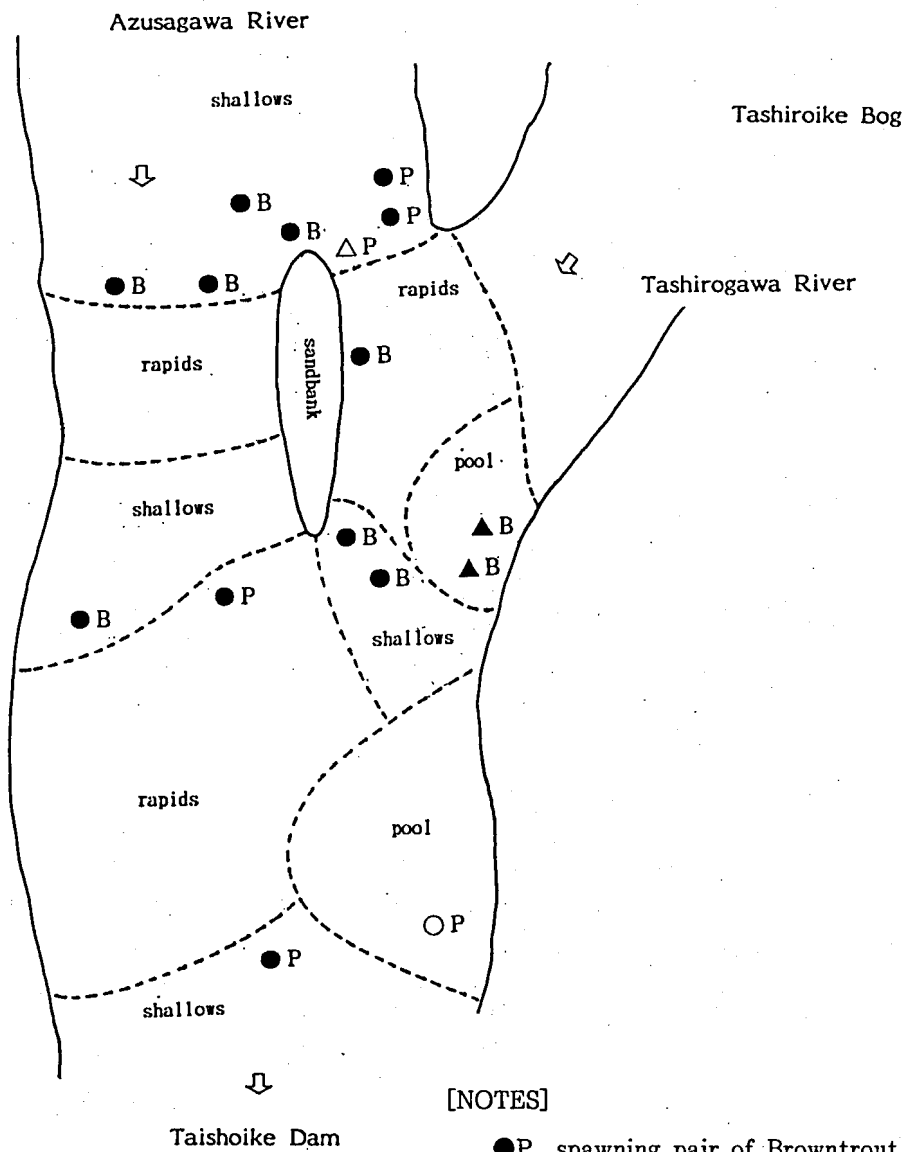 Azusagawa River
shallows
Tashiroike Bog
P
B
P
B
P
Tashirogawa River
B
B
rapids
B
rapids
sandbank
pool
shallows
B
B
B
B
P
B
shallows
rapids
pool
P
P
shallows
[NOTES]
Taishoike Dam
P spawning pair of Browntrout